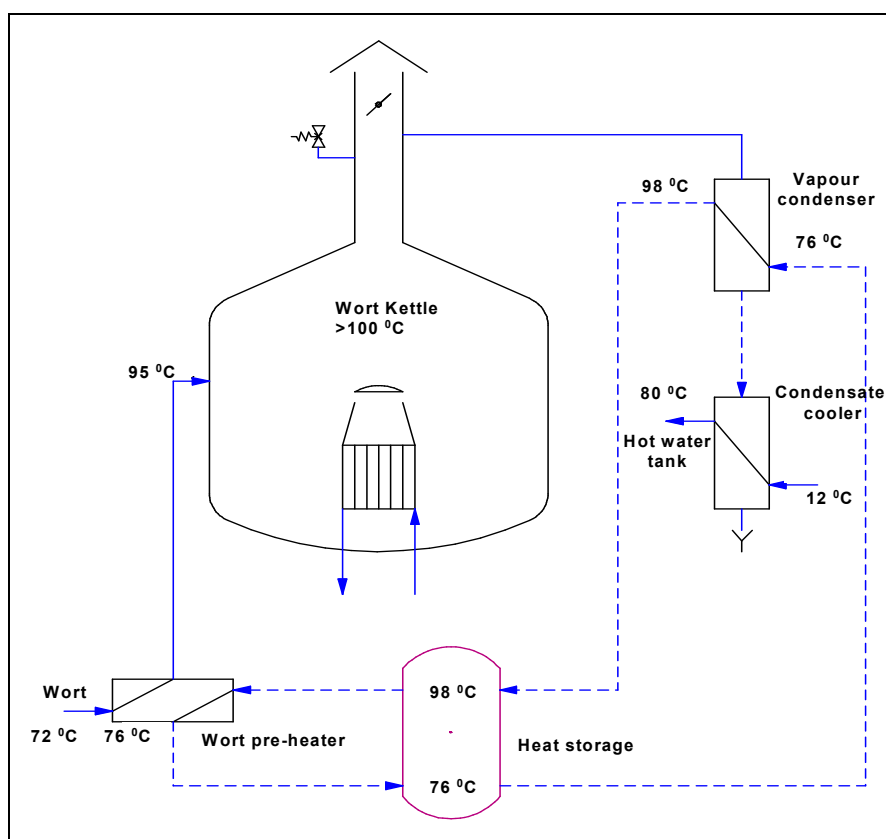 98 ⁰C
Vapour
condenser
76 ⁰C
Wort Kettle
>100 ⁰C
95 ⁰C
80 ⁰C
Condensate
cooler
Hot water
tank
12 ⁰C
Wort
72 ⁰C
76 ⁰C
Wort pre-heater
98 ⁰C
Heat storage
76 ⁰C